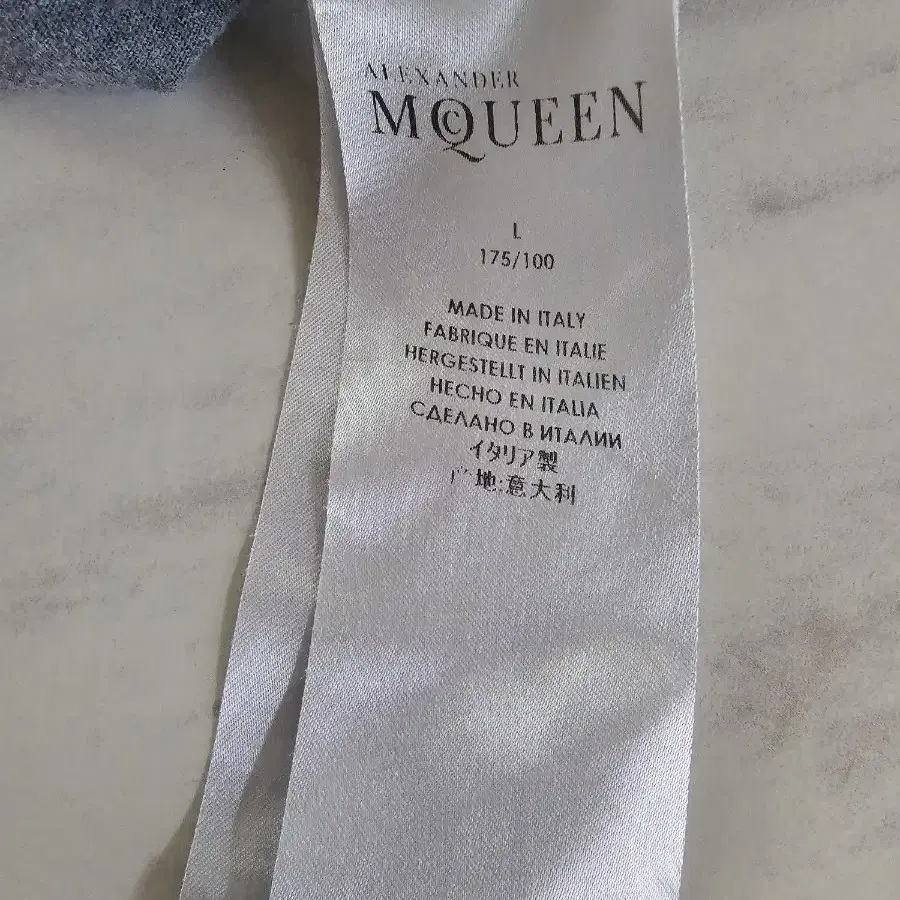 ALEXANDER
McQUEEN
L
175/100
MADE IN ITALY
FABRIQUE EN ITALIE
HERGESTELLT IN ITALIEN
HECHO EN ITALIA
СДЕЛАНО В ИТАЛИИ
イタリア製
产地:意大利